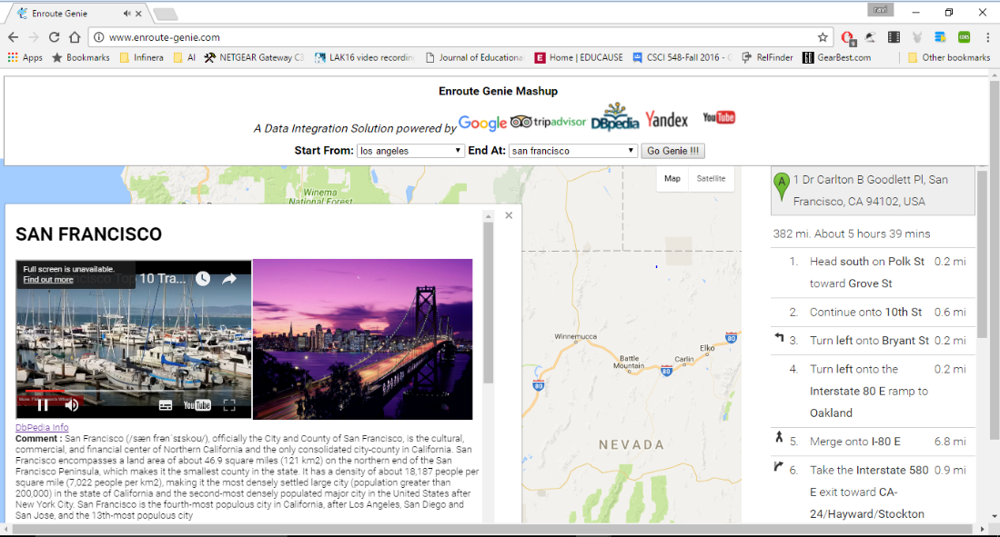 Enroute Genie
ravi
www.enroute-genie.com
Apps Bookmarks Infinera AI NETGEAR Gateway C3 LAK16 video recording Journal of Educationa Home | EDUCAUSE CSCI 548-Fall 2016 - C RelFinder GearBest.com Other bookmarks
Enroute Genie Mashup
A Data Integration Solution powered by Google tripadvisor DBpedia Yandex YouTube
Start From: los angeles End At: san francisco Go Genie !!!
Map Satellite
Winema
National Forest
SAN FRANCISCO
Full screen is unavailable.
Find out more
Top 10 Tra...
YouTube
DbPedia Info
Comment : San Francisco (/sæn frənˈsɪskoʊ/), officially the City and County of San Francisco, is the cultural,
commercial, and financial center of Northern California and the only consolidated city-county in California. San
Francisco encompasses a land area of about 46.9 square miles (121 km2) on the northern end of the
San Francisco Peninsula, which makes it the smallest county in the state. It has a density of about 18,187 people per
square mile (7,022 people per km2), making it the most densely settled large city (population greater than
200,000) in the state of California and the second-most densely populated major city in the United States after
New York City. San Francisco is the fourth-most populous city in California, after Los Angeles, San Diego and
San Jose, and the 13th-most populous city
Winnemucca
Battle
Mountain
Carlin
Elko
80
80
80
NEVADA
A
1 Dr Carlton B Goodlett Pl, San
Francisco, CA 94102, USA
382 mi. About 5 hours 39 mins
1. Head south on Polk St 0.2 mi
toward Grove St
2. Continue onto 10th St 0.6 mi
3. Turn left onto Bryant St 0.2 mi
4. Turn left onto the 0.2 mi
Interstate 80 E ramp to
Oakland
5. Merge onto I-80 E 6.8 mi
6. Take the Interstate 580 0.9 mi
E exit toward CA-
24/Hayward/Stockton